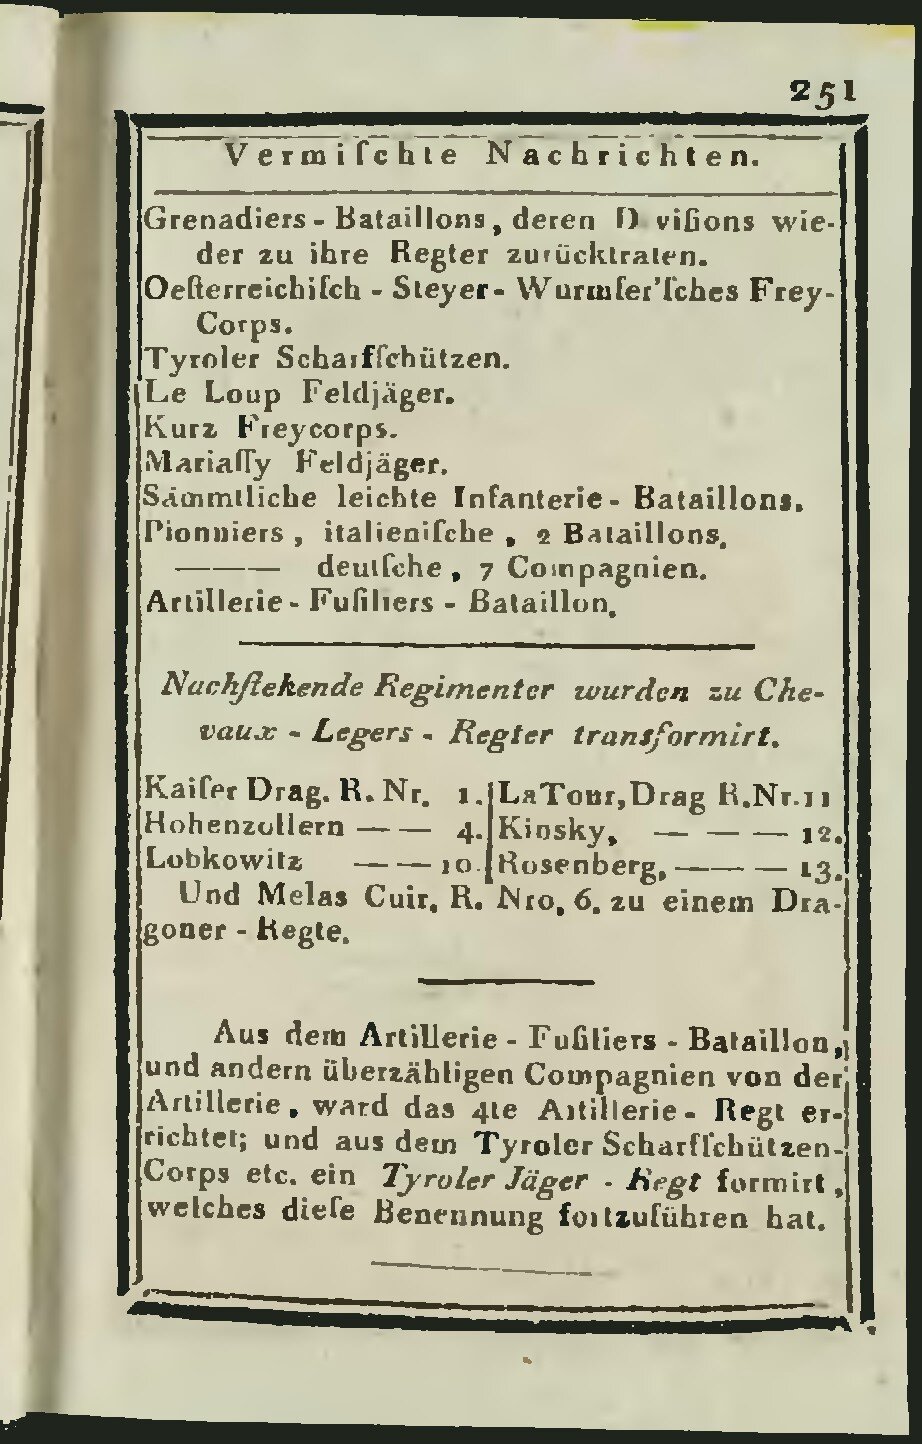 251
Vermiſchte Nachrichten.
Grenadiers - Bataillons, deren Diviſions wie-
der zu ihre Regter zurücktraten.
Oeſterreichiſch - Steyer- Wurmſer'ſches Frey-
Corps.
Tyroler Scharfſchützen.
Le Loup Feldjäger.
Kurz Freycorps.
Mariaſſy Feldjäger.
Sämmtliche leichte Infanterie- Bataillons.
Pionniers, italieniſche, 2 Bataillons.
——— deutſche, 7 Compagnien.
Artillerie- Fuſiliers - Bataillon.
Nachſtehende Regimenter wurden zu Che-
vaux - Legers - Regter transformirt.
Kaiſer Drag. R. Nr. 1. LaTour, Drag R.Nr.11
Hohenzollern — — 4. Kinsky, — — — 12.
Lobkowitz — — 10. Rosenberg, — — — 13.
Und Melas Cuir. R. Nro. 6. zu einem Dra-
goner - Regte.
Aus dem Artillerie - Fuſiliers - Bataillon,
und andern überzähligen Compagnien von der
Artillerie, ward das 4te Artillerie- Regt er-
richtet; und aus dem Tyroler Scharfſchützen-
Corps etc. ein Tyroler Jäger - Regt formirt,
welches dieſe Benennung fortzuführen hat.